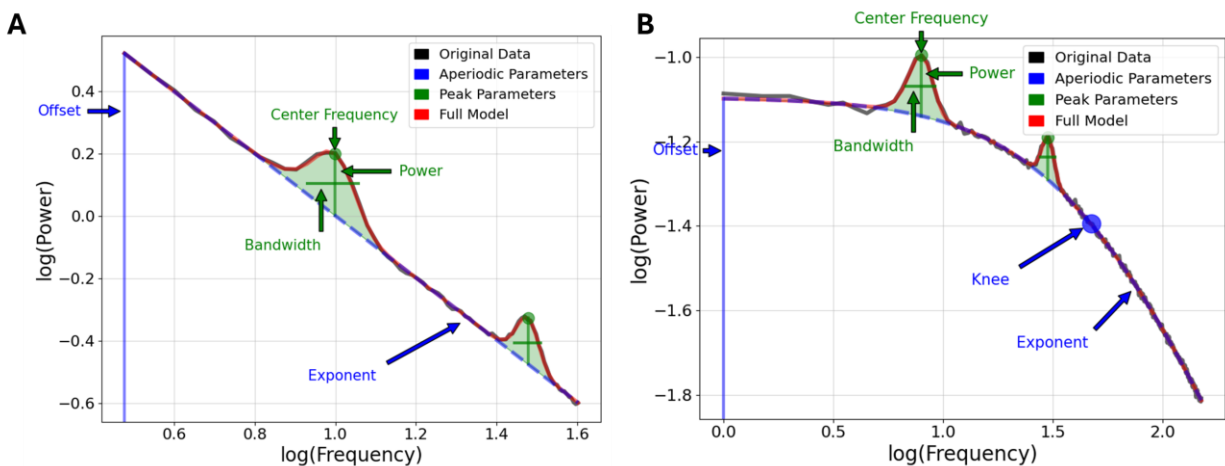 A
Original Data
Aperiodic Parameters
Peak Parameters
Full Model
Offset
Center Frequency
Power
Bandwidth
Exponent
log(Power)
0.4
0.2
0.0
−0.2
−0.4
−0.6
0.6
0.8
1.0
1.2
1.4
1.6
log(Frequency)
B
Center Frequency
Original Data
Aperiodic Parameters
Peak Parameters
Full Model
Power
Bandwidth
Offset
Knee
Exponent
log(Power)
−1.0
−1.2
−1.4
−1.6
−1.8
0.0
0.5
1.0
1.5
2.0
log(Frequency)